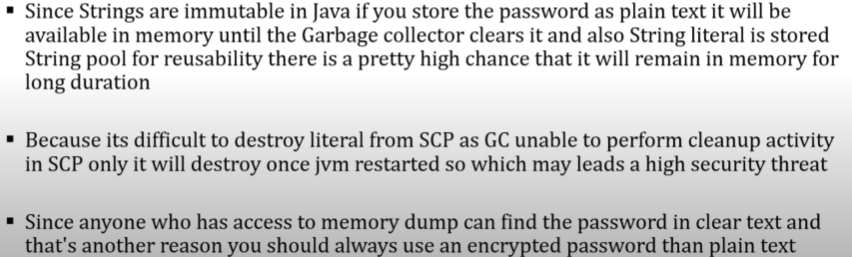 ▪ Since Strings are immutable in Java if you store the password as plain text it will be
available in memory until the Garbage collector clears it and also String literal is stored
String pool for reusability there is a pretty high chance that it will remain in memory for
long duration
▪ Because its difficult to destroy literal from SCP as GC unable to perform cleanup activity
in SCP only it will destroy once jvm restarted so which may leads a high security threat
▪ Since anyone who has access to memory dump can find the password in clear text and
that's another reason you should always use an encrypted password than plain text